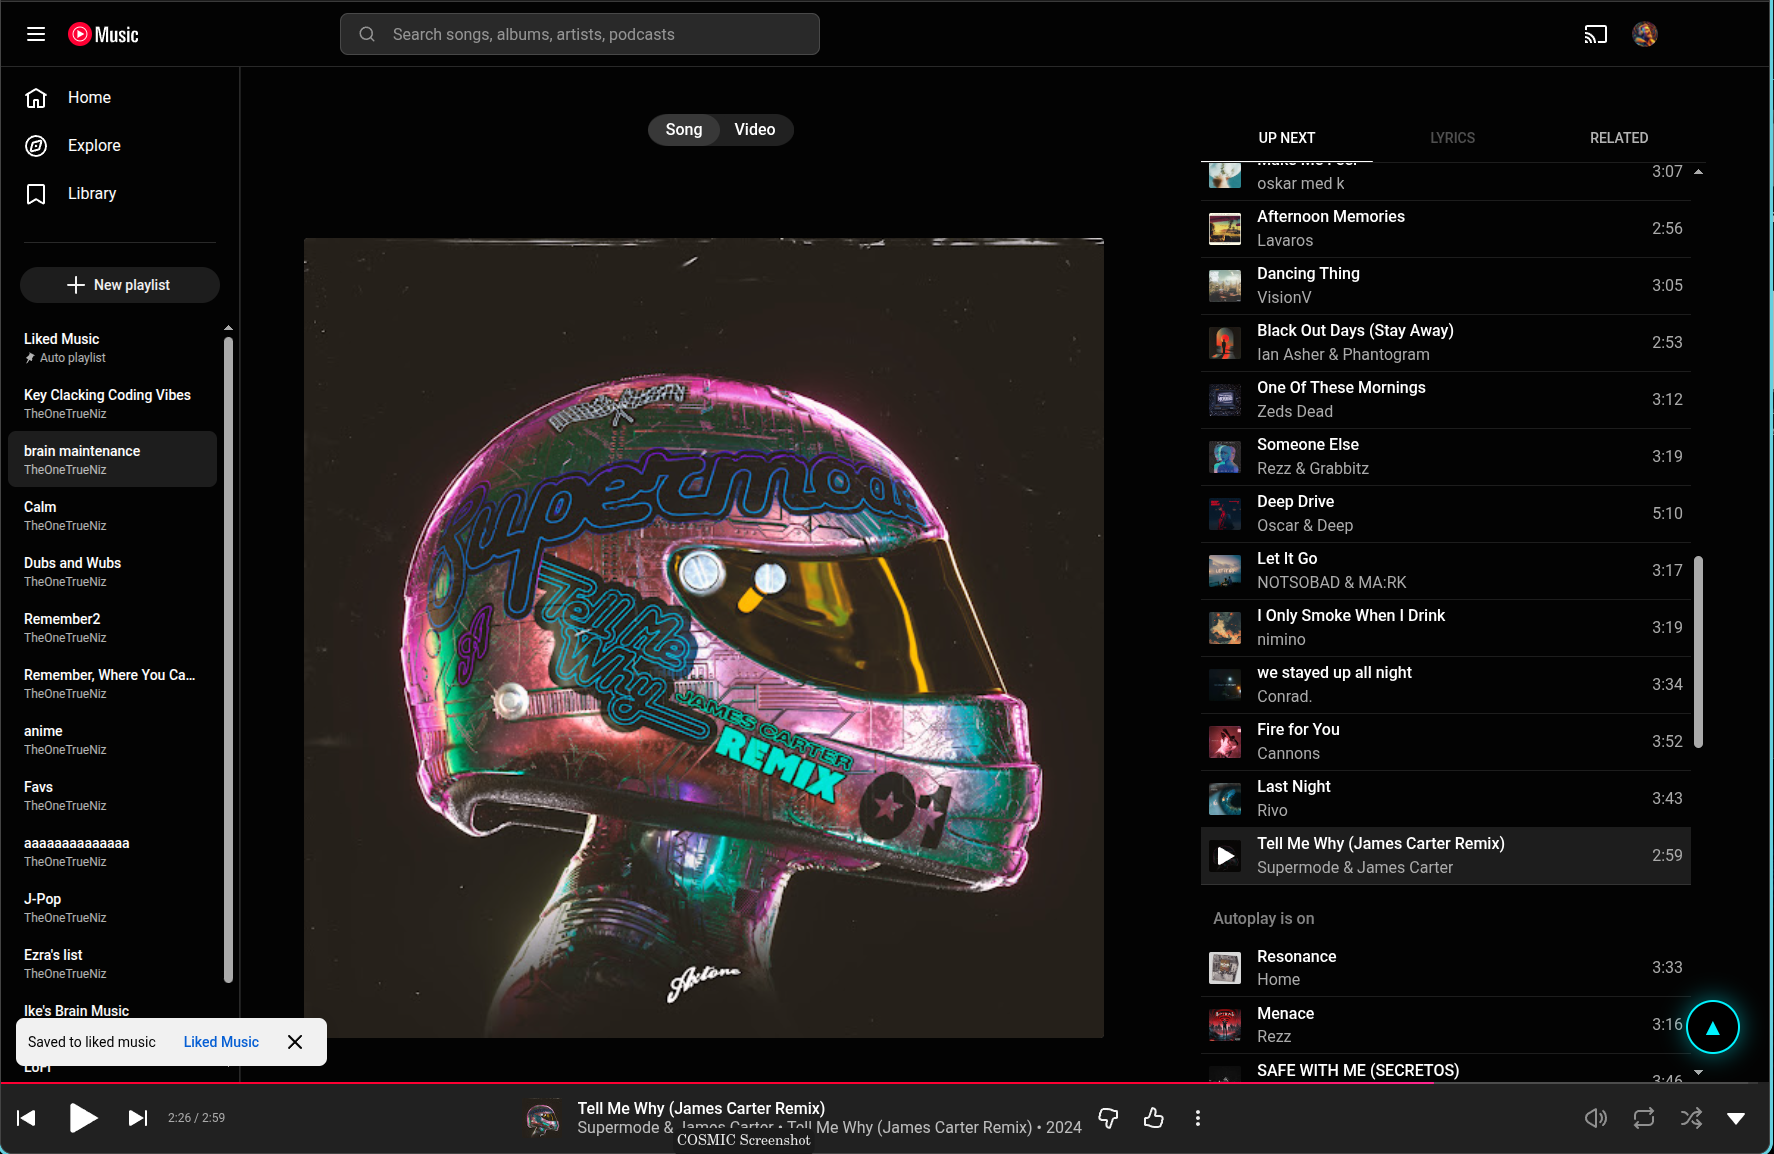 Music
Search songs, albums, artists, podcasts
Home
Explore
Library
New playlist
Liked Music
Auto playlist
Key Clacking Coding Vibes
TheOneTrueNiz
brain maintenance
TheOneTrueNiz
Calm
TheOneTrueNiz
Dubs and Wubs
TheOneTrueNiz
Remember2
TheOneTrueNiz
Remember, Where You Ca...
TheOneTrueNiz
anime
TheOneTrueNiz
Favs
TheOneTrueNiz
aaaaaaaaaaaaaa
TheOneTrueNiz
J-Pop
TheOneTrueNiz
Ezra's list
TheOneTrueNiz
Ike's Brain Music
Saved to liked music Liked Music
LoFi
Song Video
Supermode
Tell Me
Why
JAMES CARTER
REMIX
Axtone
UP NEXT LYRICS RELATED
Make Me Feel
oskar med k
3:07
Afternoon Memories
Lavaros
2:56
Dancing Thing
VisionV
3:05
Black Out Days (Stay Away)
Ian Asher & Phantogram
2:53
One Of These Mornings
Zeds Dead
3:12
Someone Else
Rezz & Grabbitz
3:19
Deep Drive
Oscar & Deep
5:10
Let It Go
NOTSOBAD & MA:RK
3:17
I Only Smoke When I Drink
nimino
3:19
we stayed up all night
Conrad.
3:34
Fire for You
Cannons
3:52
Last Night
Rivo
3:43
Tell Me Why (James Carter Remix)
Supermode & James Carter
2:59
Autoplay is on
Resonance
Home
3:33
Menace
Rezz
3:16
SAFE WITH ME (SECRETOS)
3:46
2:26 / 2:59
Tell Me Why (James Carter Remix)
Supermode & James Carter • Tell Me Why (James Carter Remix) • 2024
COSMIC Screenshot